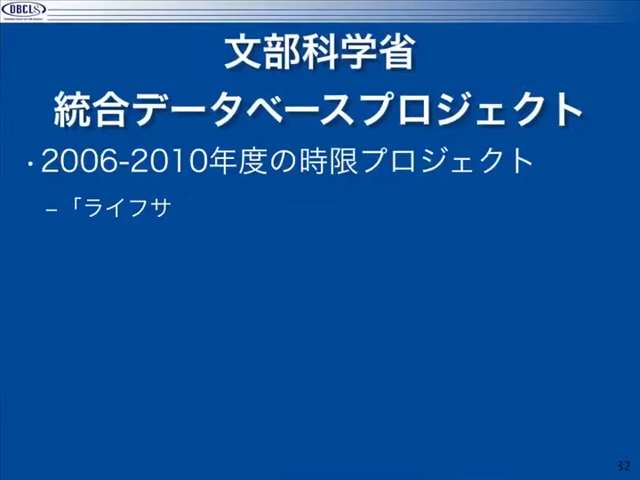 DBCLS
文部科学省
統合データベースプロジェクト
・2006-2010年度の時限プロジェクト
–「ライフサ
32